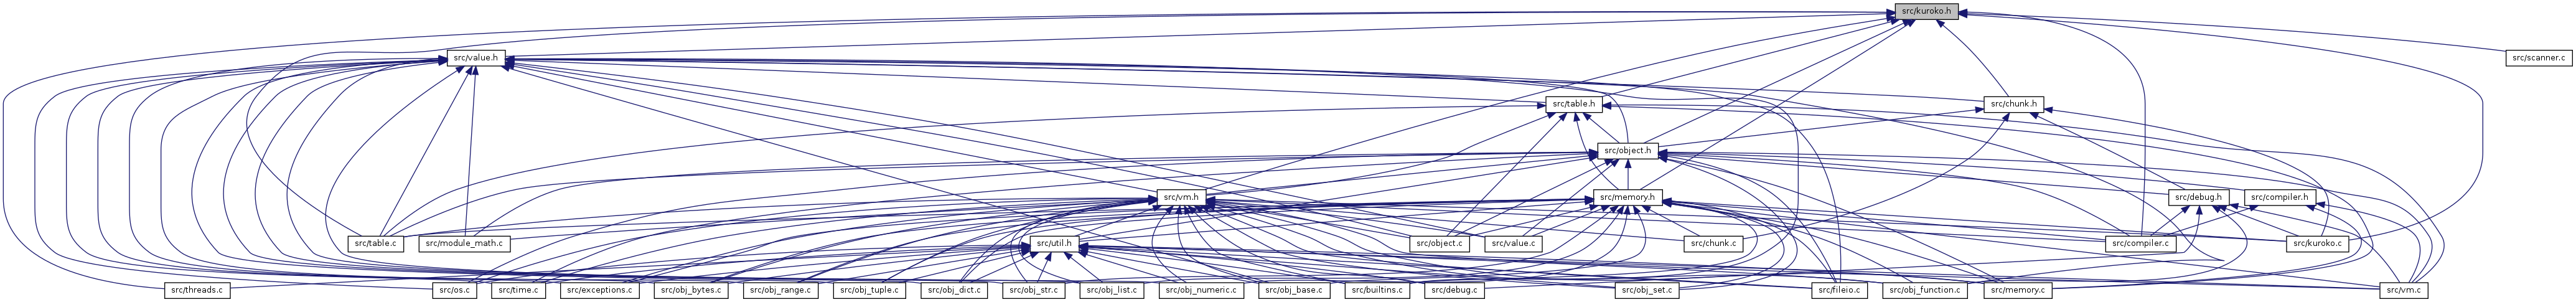 src/kuroko.h
src/value.h
src/scanner.c
src/table.h
src/chunk.h
src/object.h
src/vm.h
src/memory.h
src/debug.h
src/compiler.h
src/table.c
src/module_math.c
src/util.h
src/object.c
src/value.c
src/chunk.c
src/compiler.c
src/kuroko.c
src/threads.c
src/os.c
src/time.c
src/exceptions.c
src/obj_bytes.c
src/obj_range.c
src/obj_tuple.c
src/obj_dict.c
src/obj_str.c
src/obj_list.c
src/obj_numeric.c
src/obj_base.c
src/builtins.c
src/debug.c
src/obj_set.c
src/fileio.c
src/obj_function.c
src/memory.c
src/vm.c